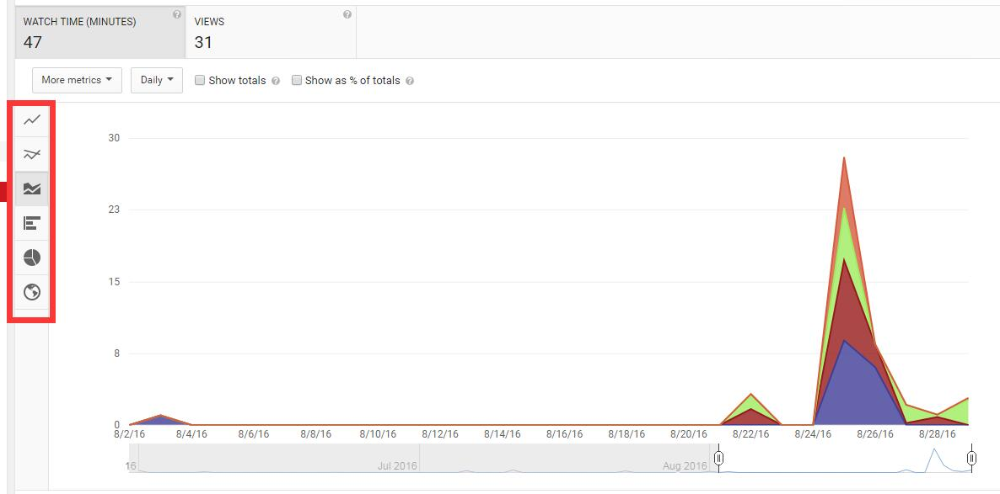 WATCH TIME (MINUTES) ?
47
VIEWS ?
31
More metrics
Daily
Show totals ?
Show as % of totals ?
30
23
15
8
0
8/2/16 8/4/16 8/6/16 8/8/16 8/10/16 8/12/16 8/14/16 8/16/16 8/18/16 8/20/16 8/22/16 8/24/16 8/26/16 8/28/16
16 Jul 2016 Aug 2016